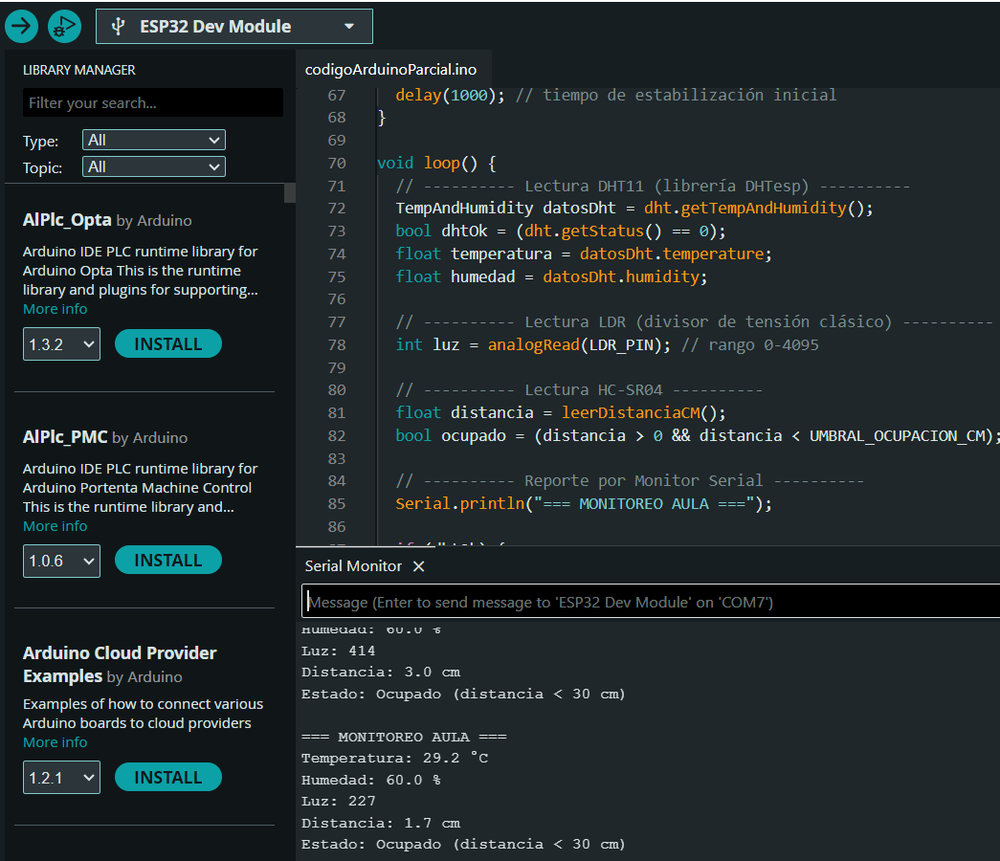 ESP32 Dev Module
LIBRARY MANAGER
Filter your search...
Type:
All
Topic:
All
AlPlc_Opta by Arduino
Arduino IDE PLC runtime library for
Arduino Opta This is the runtime
library and plugins for supporting...
More info
1.3.2
INSTALL
AlPlc_PMC by Arduino
Arduino IDE PLC runtime library for
Arduino Portenta Machine Control
This is the runtime library and...
More info
1.0.6
INSTALL
Arduino Cloud Provider
Examples by Arduino
Examples of how to connect various
Arduino boards to cloud providers
More info
1.2.1
INSTALL
codigoArduinoParcial.ino
67 delay(1000); // tiempo de estabilización inicial
68 }
69
70 void loop() {
71 // ---------- Lectura DHT11 (librería DHTesp) ----------
72 TempAndHumidity datosDht = dht.getTempAndHumidity();
73 bool dhtOk = (dht.getStatus() == 0);
74 float temperatura = datosDht.temperature;
75 float humedad = datosDht.humidity;
76
77 // ---------- Lectura LDR (divisor de tensión clásico) ----------
78 int luz = analogRead(LDR_PIN); // rango 0-4095
79
80 // ---------- Lectura HC-SR04 ----------
81 float distancia = leerDistanciaCM();
82 bool ocupado = (distancia > 0 && distancia < UMBRAL_OCUPACION_CM);
83
84 // ---------- Reporte por Monitor Serial ----------
85 Serial.println("=== MONITOREO AULA ===");
86
Serial Monitor
Message (Enter to send message to 'ESP32 Dev Module' on 'COM7')
Humedad: 60.0 %
Luz: 414
Distancia: 3.0 cm
Estado: Ocupado (distancia < 30 cm)
=== MONITOREO AULA ===
Temperatura: 29.2 °C
Humedad: 60.0 %
Luz: 227
Distancia: 1.7 cm
Estado: Ocupado (distancia < 30 cm)